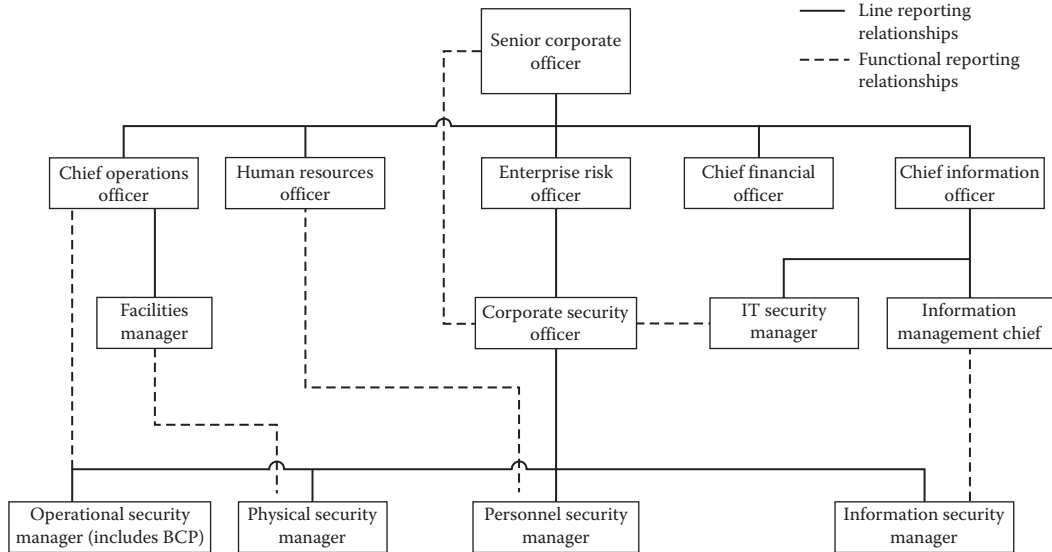 Senior corporate
officer
Line reporting
relationships
Functional reporting
relationships
Chief operations
officer
Human resources
officer
Enterprise risk
officer
Chief financial
officer
Chief information
officer
Facilities
manager
Corporate security
officer
IT security
manager
Information
management chief
Operational security
manager (includes BCP)
Physical security
manager
Personnel security
manager
Information security
manager